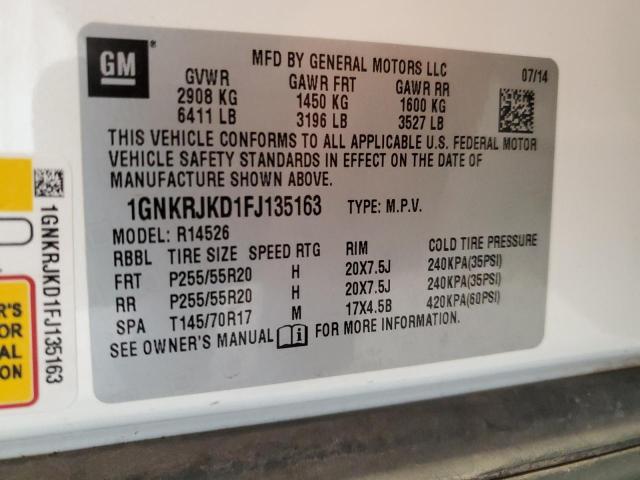 GM
MFD BY GENERAL MOTORS LLC
07/14
GVWR GAWR FRT GAWR RR
2908 KG 1450 KG 1600 KG
6411 LB 3196 LB 3527 LB
THIS VEHICLE CONFORMS TO ALL APPLICABLE U.S. FEDERAL MOTOR
VEHICLE SAFETY STANDARDS IN EFFECT ON THE DATE OF
MANUFACTURE SHOWN ABOVE.
1GNKRJKD1FJ135163 TYPE: M.P.V.
MODEL: R14526
RBBL TIRE SIZE SPEED RTG RIM COLD TIRE PRESSURE
FRT P255/55R20 H 20X7.5J 240KPA(35PSI)
RR P255/55R20 H 20X7.5J 240KPA(35PSI)
SPA T145/70R17 M 17X4.5B 420KPA(60PSI)
SEE OWNER'S MANUAL FOR MORE INFORMATION.
1GNKRJKD1FJ135163
R'S
OR
AL
ON